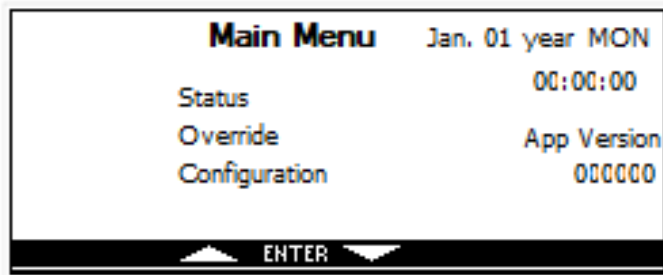 Main Menu Jan. 01 year MON
00:00:00
Status
Override App Version
Configuration 000000
ENTER